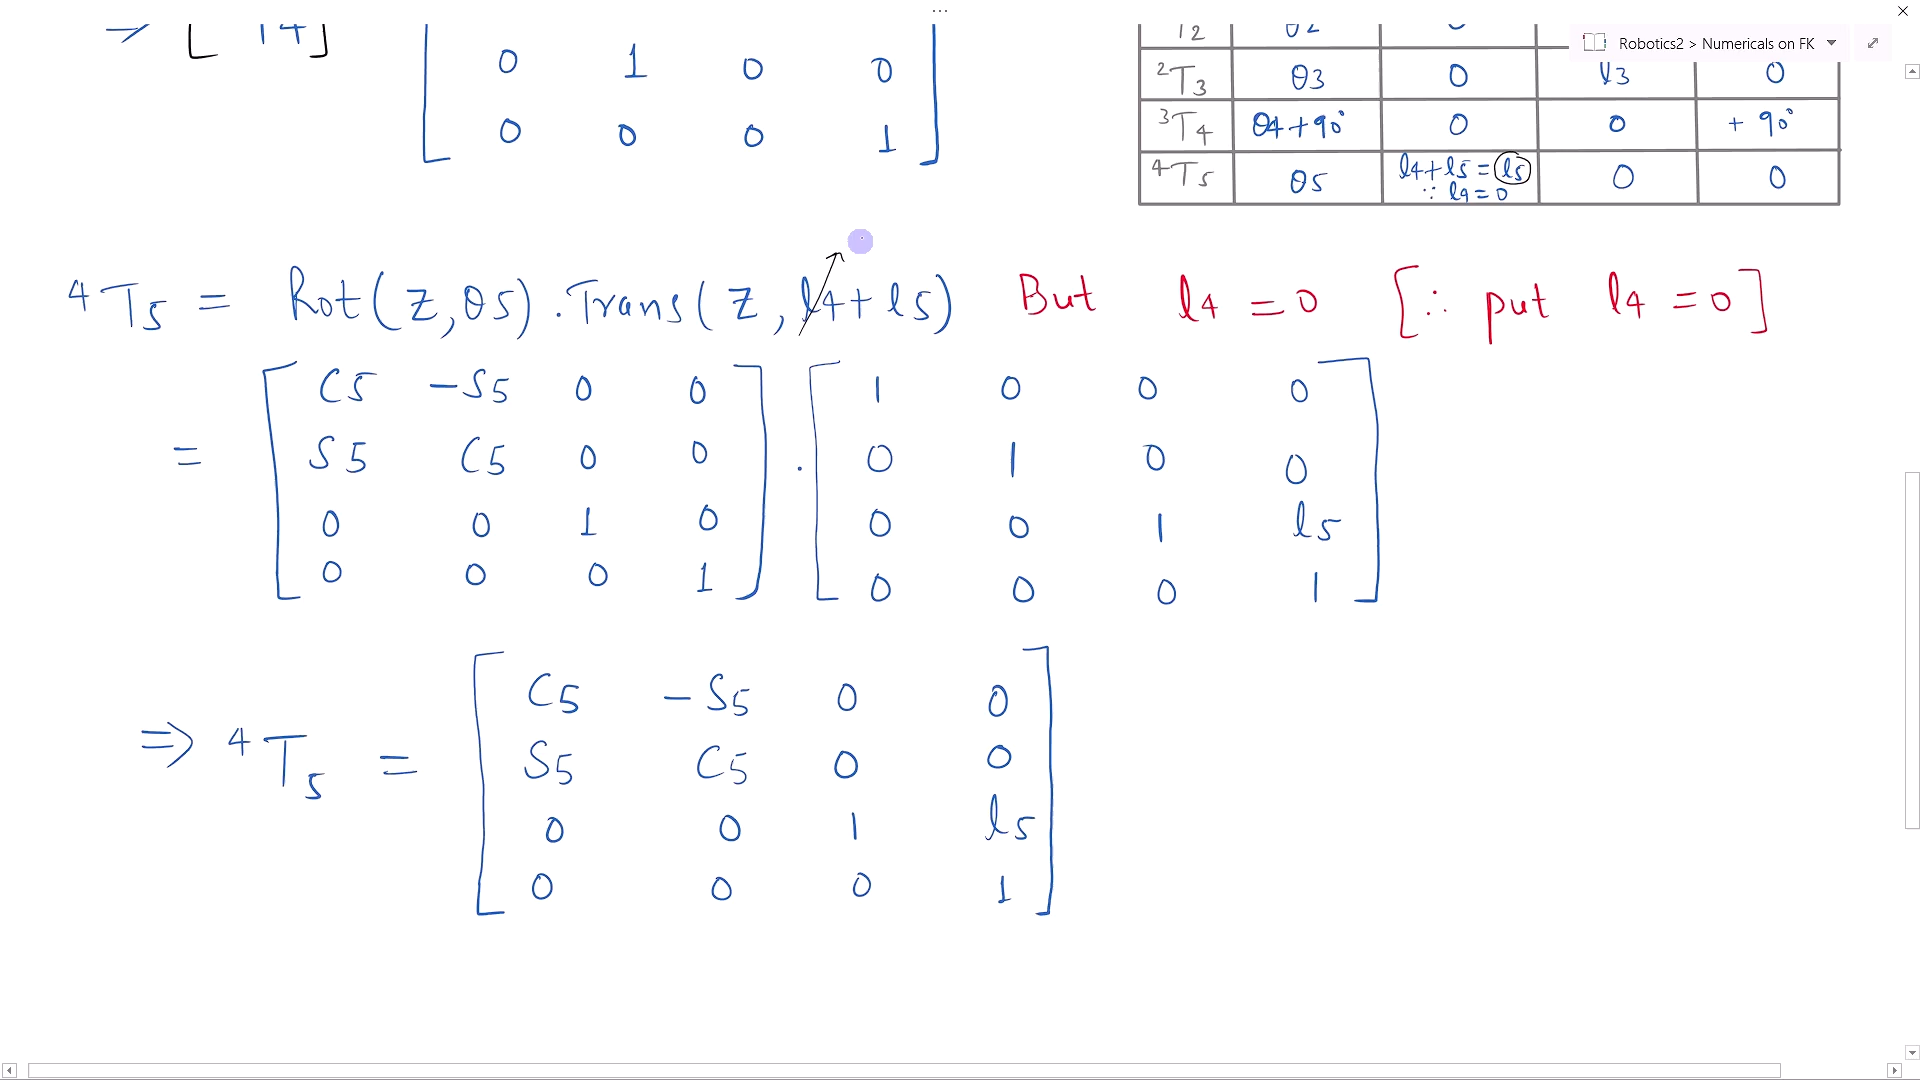 ...
Robotics2 > Numericals on FK
⇒ [ T4]
0 1 0 0
0 0 0 1
T2 θ2 0
²T3 θ3 0 l3 0
³T4 θ4+90° 0 0 +90°
⁴T5 θ5 l4+l5=l5 0 0
∵ l4=0
⁴T5 = Rot(Z,θ5).Trans(Z, l4+l5) But l4=0 [∴ put l4=0]
= [C5 -S5 0 0] . [1 0 0 0]
S5 C5 0 0 0 1 0 0
0 0 1 0 0 0 1 l5
0 0 0 1 0 0 0 1
⇒ ⁴T5 = [C5 -S5 0 0]
S5 C5 0 0
0 0 1 l5
0 0 0 1